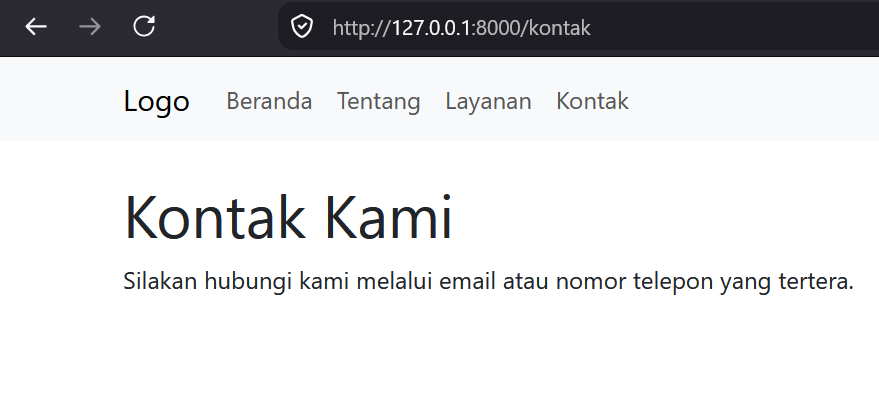 http://127.0.0.1:8000/kontak
Logo Beranda Tentang Layanan Kontak
Kontak Kami
Silakan hubungi kami melalui email atau nomor telepon yang tertera.